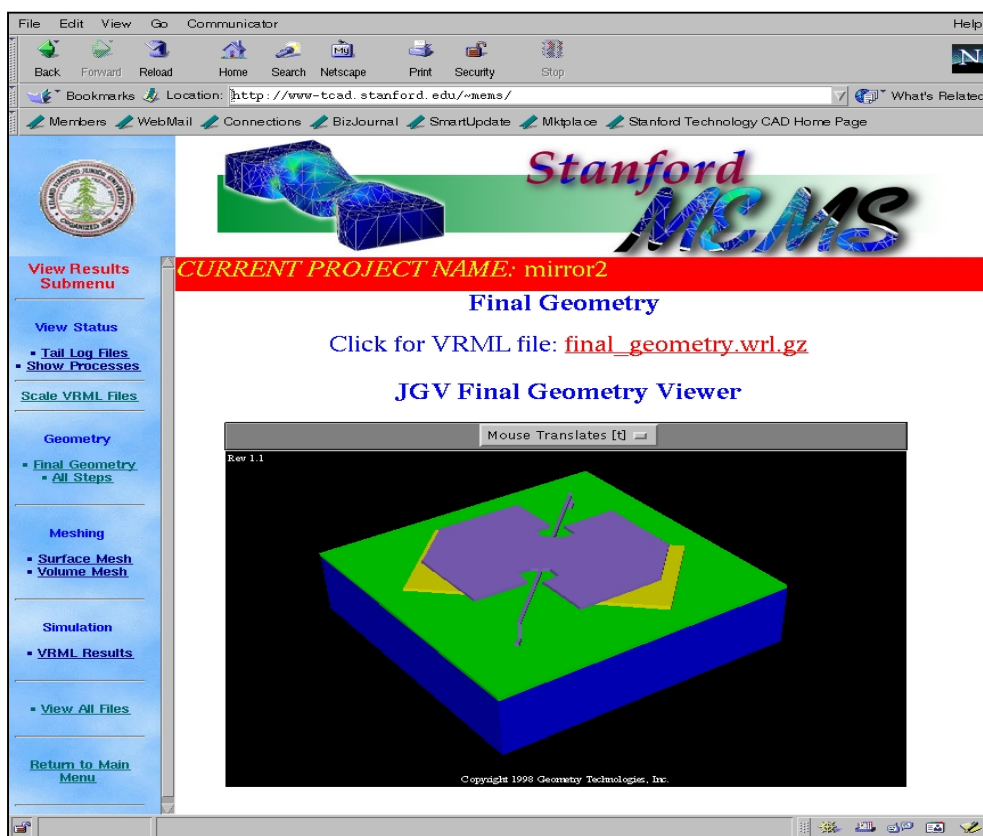 File Edit View Go Communicator Help
Back Forward Reload Home Search Netscape Print Security Stop
My
N
Bookmarks Location: http://www-tcad.stanford.edu/~mems/ What's Related
Members WebMail Connections BizJournal SmartUpdate Mktplace Stanford Technology CAD Home Page
Stanford
MEMS
View Results
Submenu
View Status
Tail Log Files
Show Processes
Scale VRML Files
Geometry
Final Geometry
All Steps
Meshing
Surface Mesh
Volume Mesh
Simulation
VRML Results
View All Files
Return to Main
Menu
CURRENT PROJECT NAME: mirror2
Final Geometry
Click for VRML file: final_geometry.wrl.gz
JGV Final Geometry Viewer
Mouse Translates [t]
Rev 1.1
Copyright 1998 Geometry Technologies, Inc.